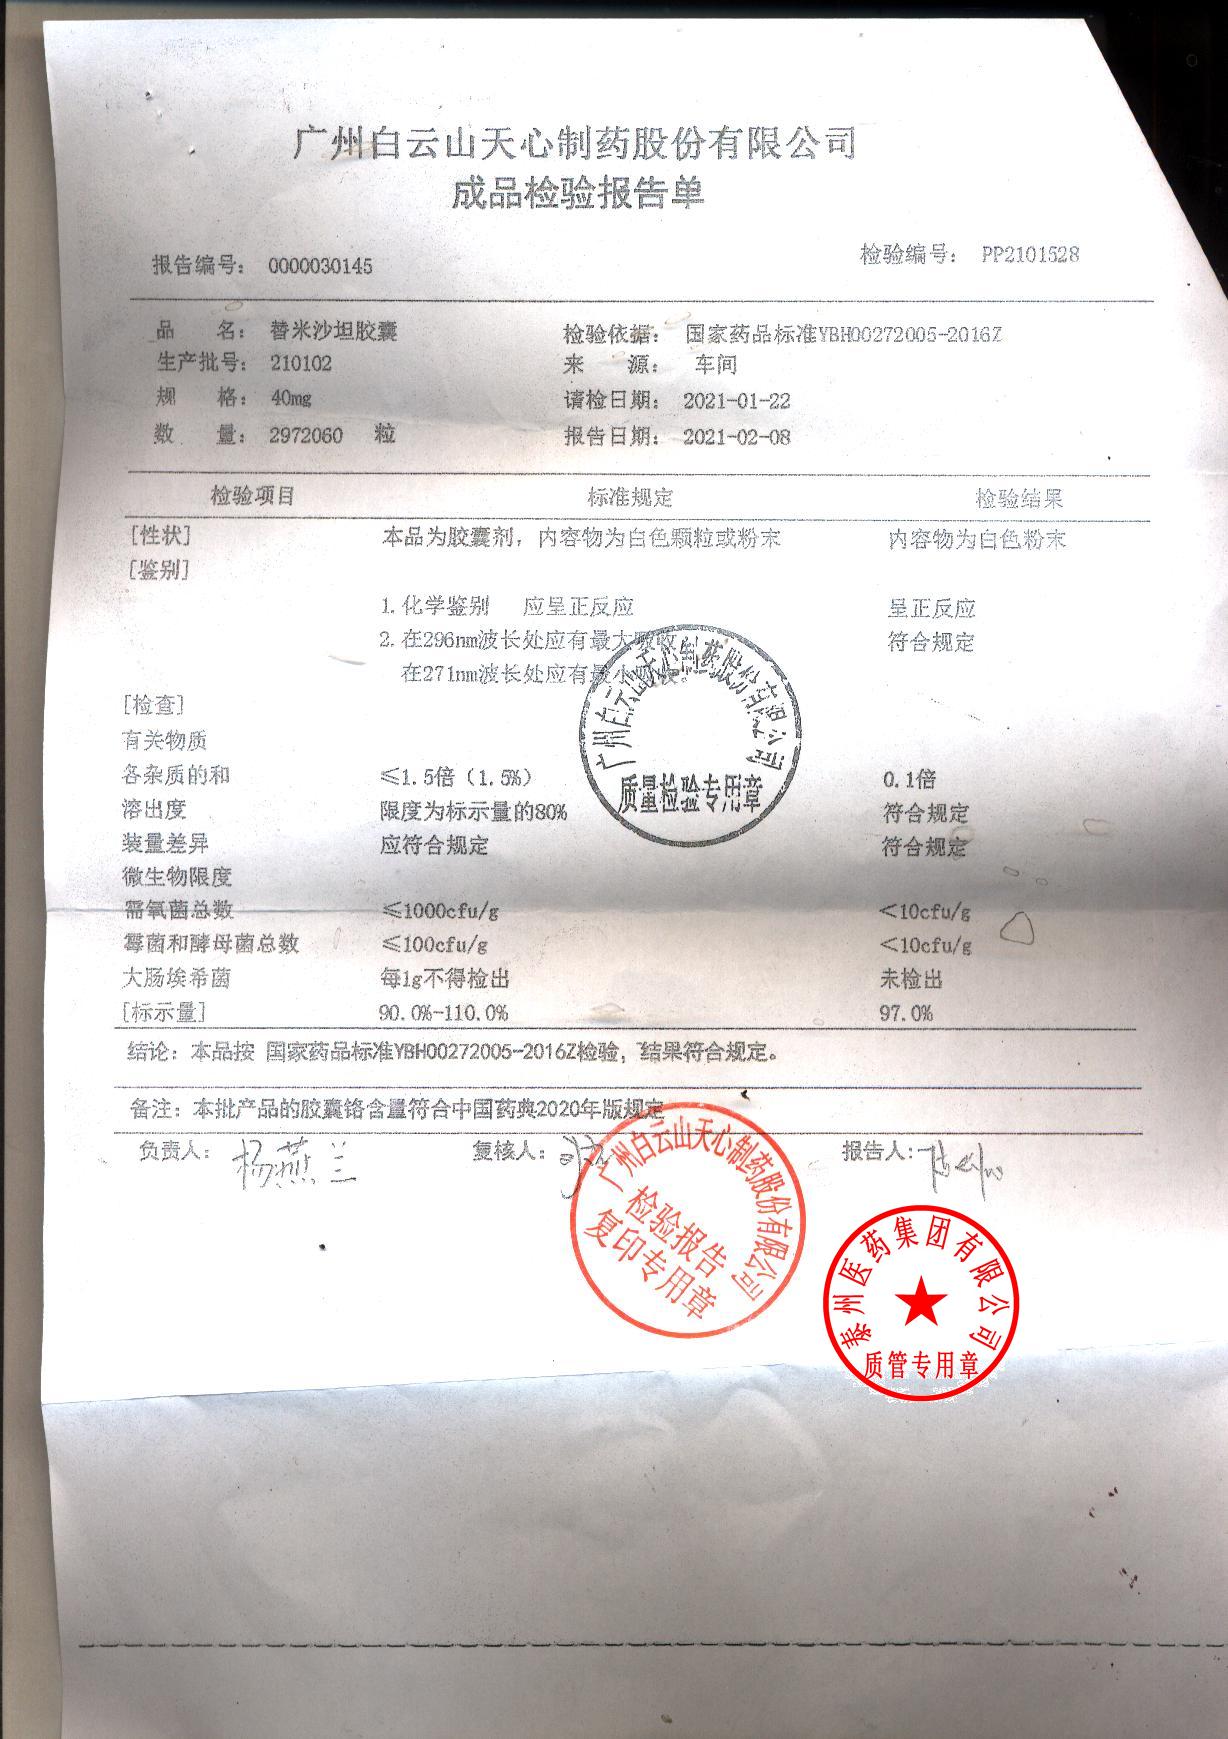 广州白云山天心制药股份有限公司
成品检验报告单
报告编号： 0000030145 检验编号： PP2101528
品 名： 替米沙坦胶囊 检验依据： 国家药品标准YBH00272005-2016Z
生产批号： 210102 来 源： 车间
规 格： 40mg 请检日期： 2021-01-22
数 量： 2972060 粒 报告日期： 2021-02-08
检验项目 标准规定 检验结果
[性状] 本品为胶囊剂，内容物为白色颗粒或粉末 内容物为白色粉末
[鉴别]
1. 化学鉴别 应呈正反应 呈正反应
2. 在296nm波长处应有最大吸收， 符合规定
在271nm波长处应有最小吸收。
[检查]
有关物质
各杂质的和 ≤1.5倍（1.5%） 0.1倍
溶出度 限度为标示量的80% 符合规定
装量差异 应符合规定 符合规定
微生物限度
需氧菌总数 ≤1000cfu/g <10cfu/g
霉菌和酵母菌总数 ≤100cfu/g <10cfu/g
大肠埃希菌 每1g不得检出 未检出
[标示量] 90.0%-110.0% 97.0%
广州白云山天心制药股份有限公司
质量检验专用章
结论：本品按 国家药品标准YBH00272005-2016Z检验，结果符合规定。
备注：本批产品的胶囊铬含量符合中国药典2020年版规定
负责人： 杨燕兰 复核人： 报告人：
广州白云山天心制药股份有限公司
检验报告
复印专用章
泰州医药集团有限公司
质管专用章